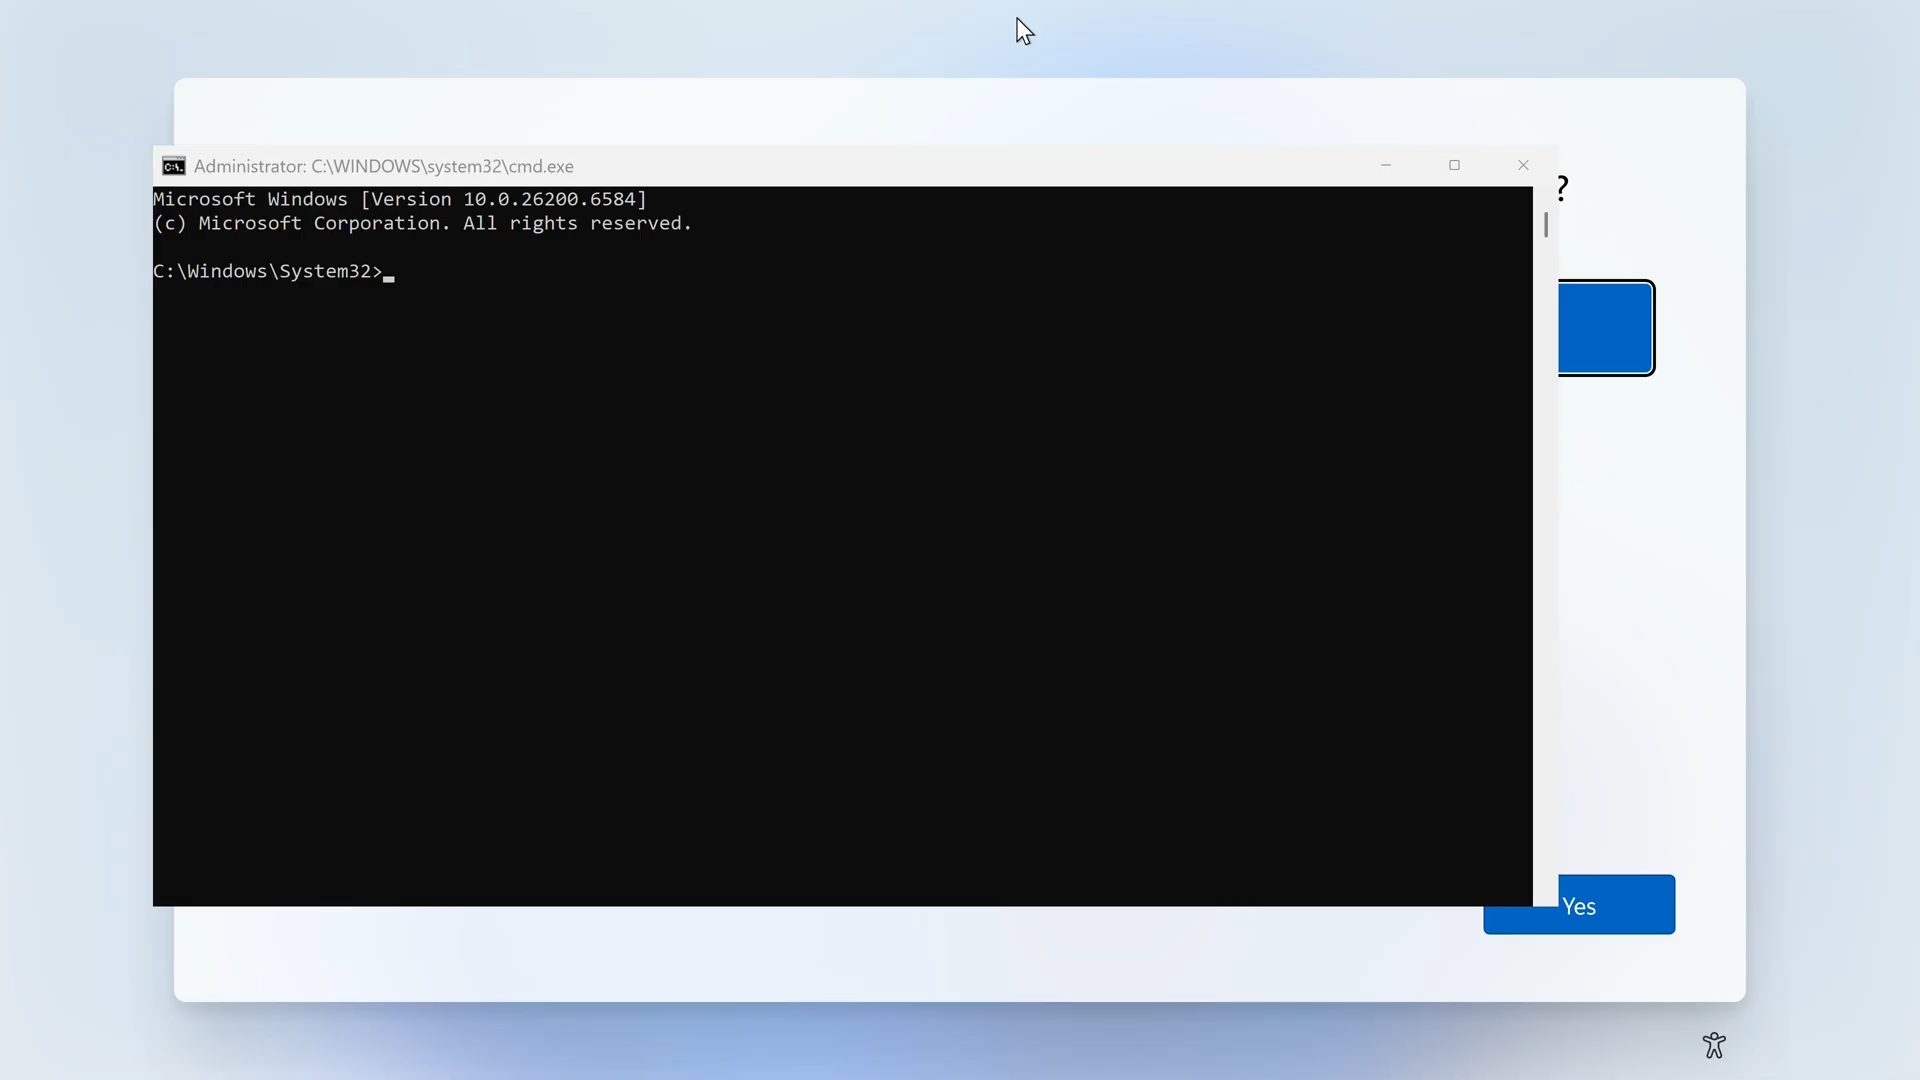 Administrator: C:\WINDOWS\system32\cmd.exe
Microsoft Windows [Version 10.0.26200.6584]
(c) Microsoft Corporation. All rights reserved.
C:\Windows\System32>
?
Yes